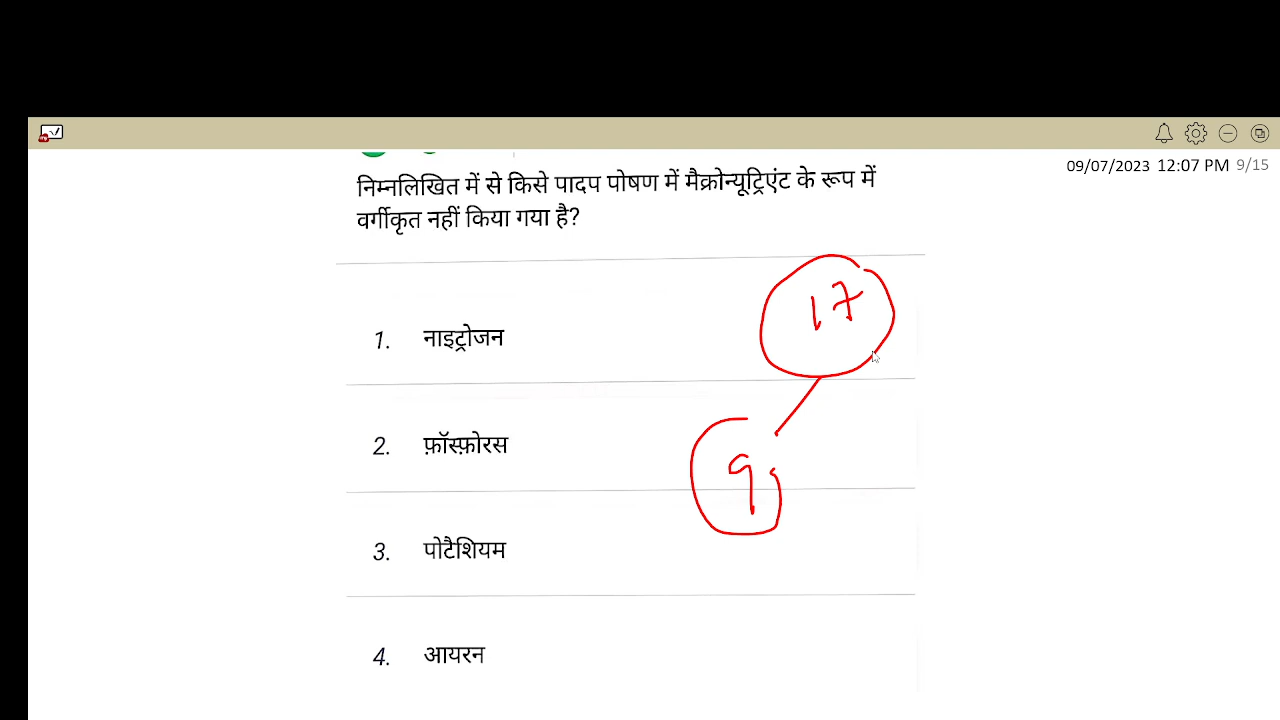 09/07/2023 12:07 PM 9/15
निम्नलिखित में से किसे पादप पोषण में मैक्रोन्यूट्रिएंट के रूप में
वर्गीकृत नहीं किया गया है?
17
1. नाइट्रोजन
9
2. फ़ॉस्फ़ोरस
3. पोटैशियम
4. आयरन